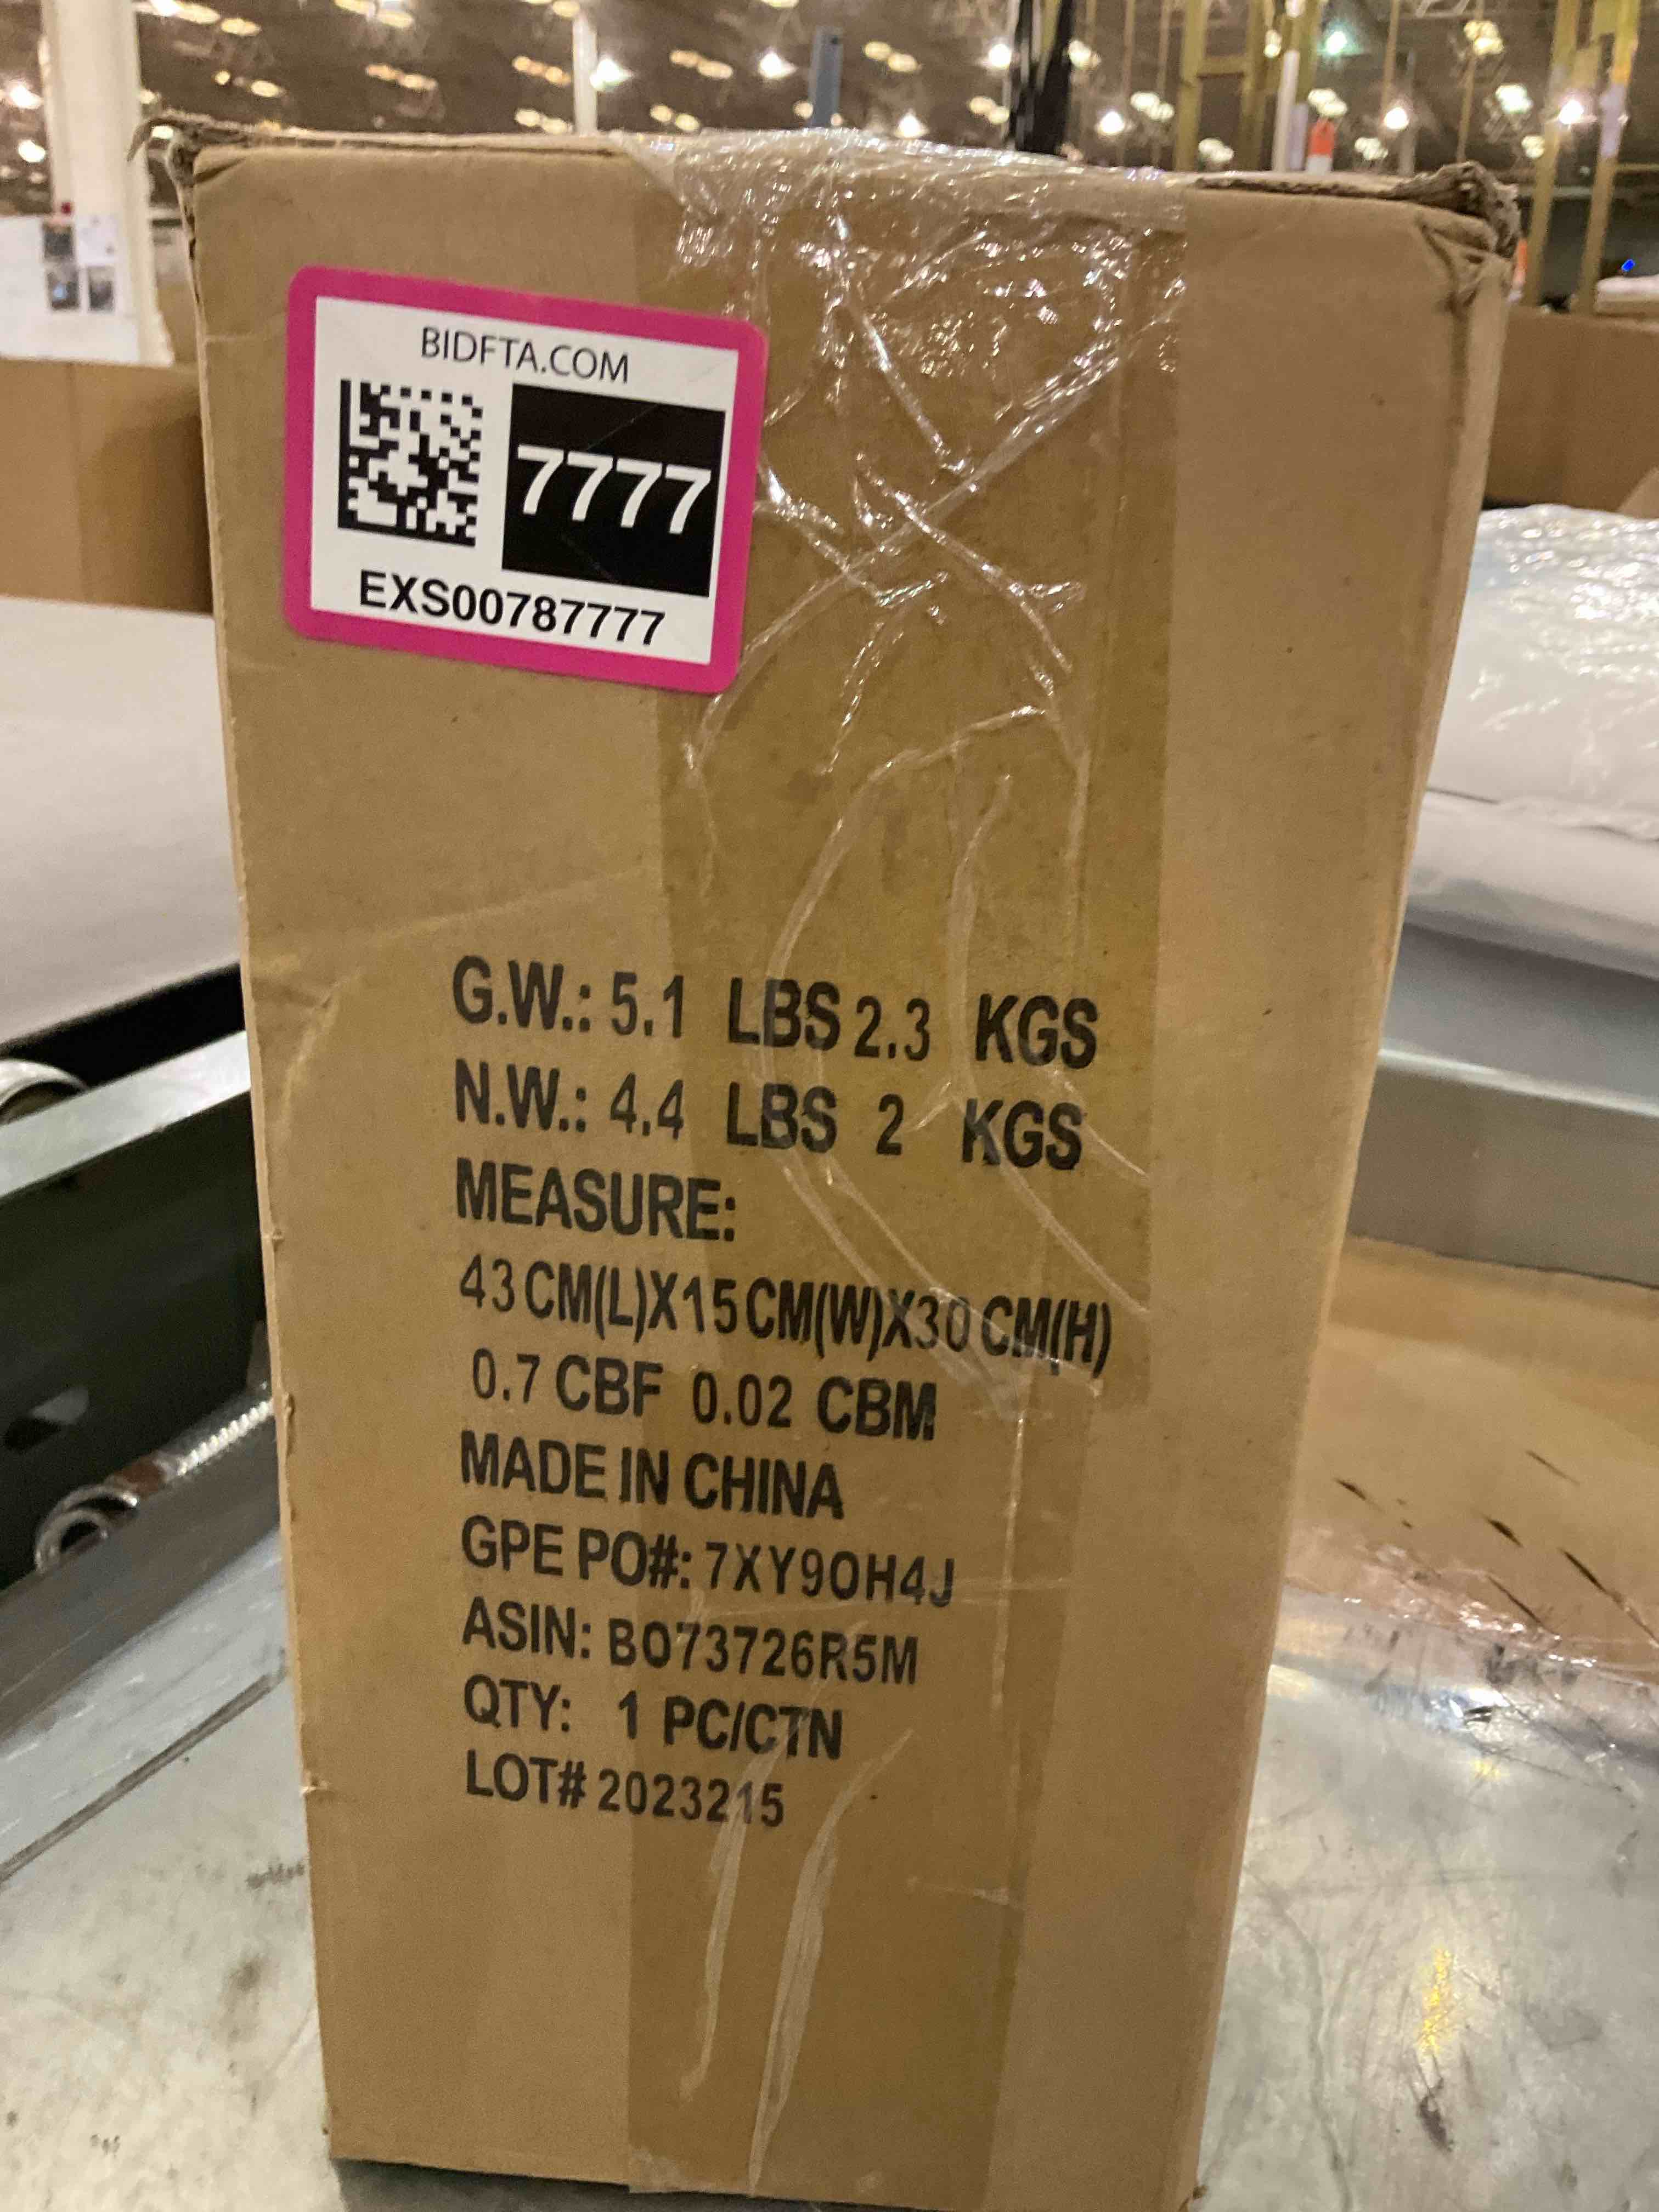 BIDFTA.COM
7777
EXS00787777
G.W.: 5.1 LBS 2.3 KGS
N.W.: 4.4 LBS 2 KGS
MEASURE:
43 CM(L)X15 CM(W)X30 CM(H)
0.7 CBF 0.02 CBM
MADE IN CHINA
GPE PO#: 7XY9OH4J
ASIN: BO73726R5M
QTY: 1 PC/CTN
LOT# 2023215